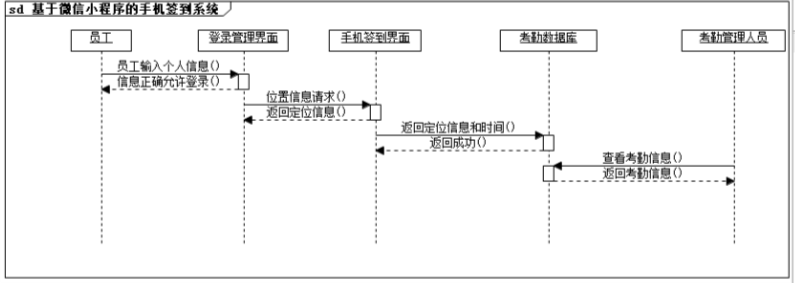 sd 基于微信小程序的手机签到系统
员工 登录管理界面 手机签到界面 考勤数据库 考勤管理人员
员工输入个人信息()
信息正确允许登录()
位置信息请求()
返回定位信息()
返回定位信息和时间()
返回成功()
查看考勤信息()
返回考勤信息()